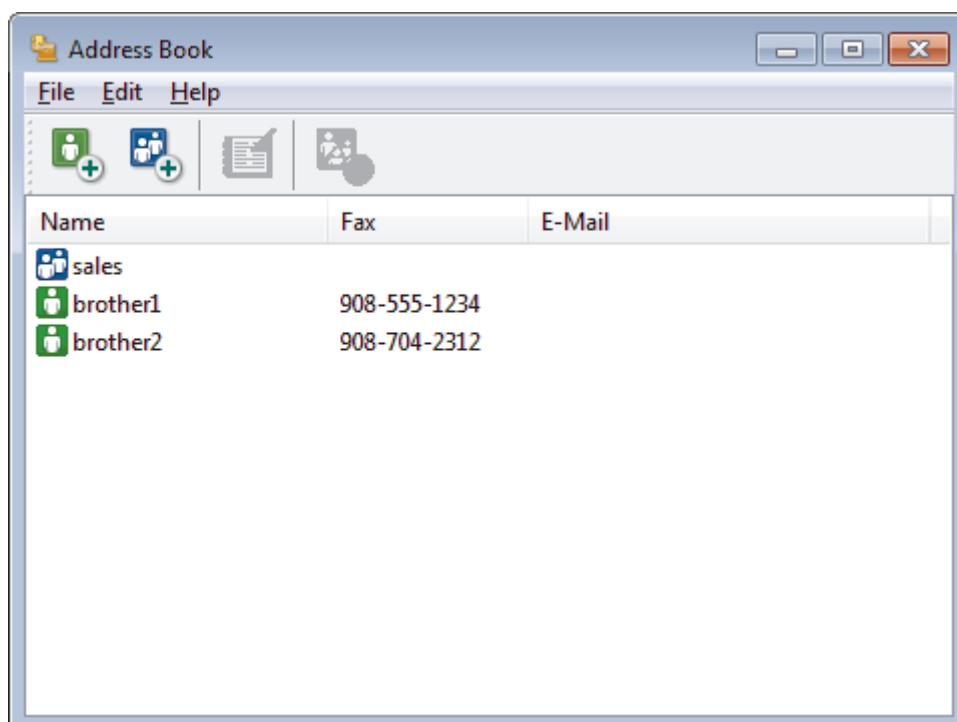 Address Book
File Edit Help
Name Fax E-Mail
sales
brother1 908-555-1234
brother2 908-704-2312